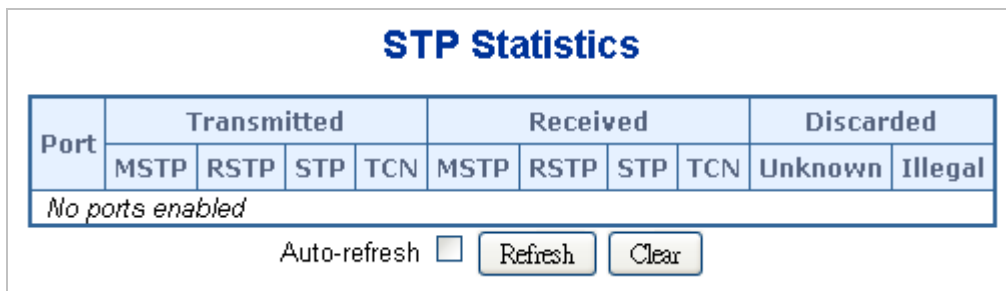 STP Statistics
Port Transmitted Received Discarded
MSTP RSTP STP TCN MSTP RSTP STP TCN Unknown Illegal
No ports enabled
Auto-refresh Refresh Clear